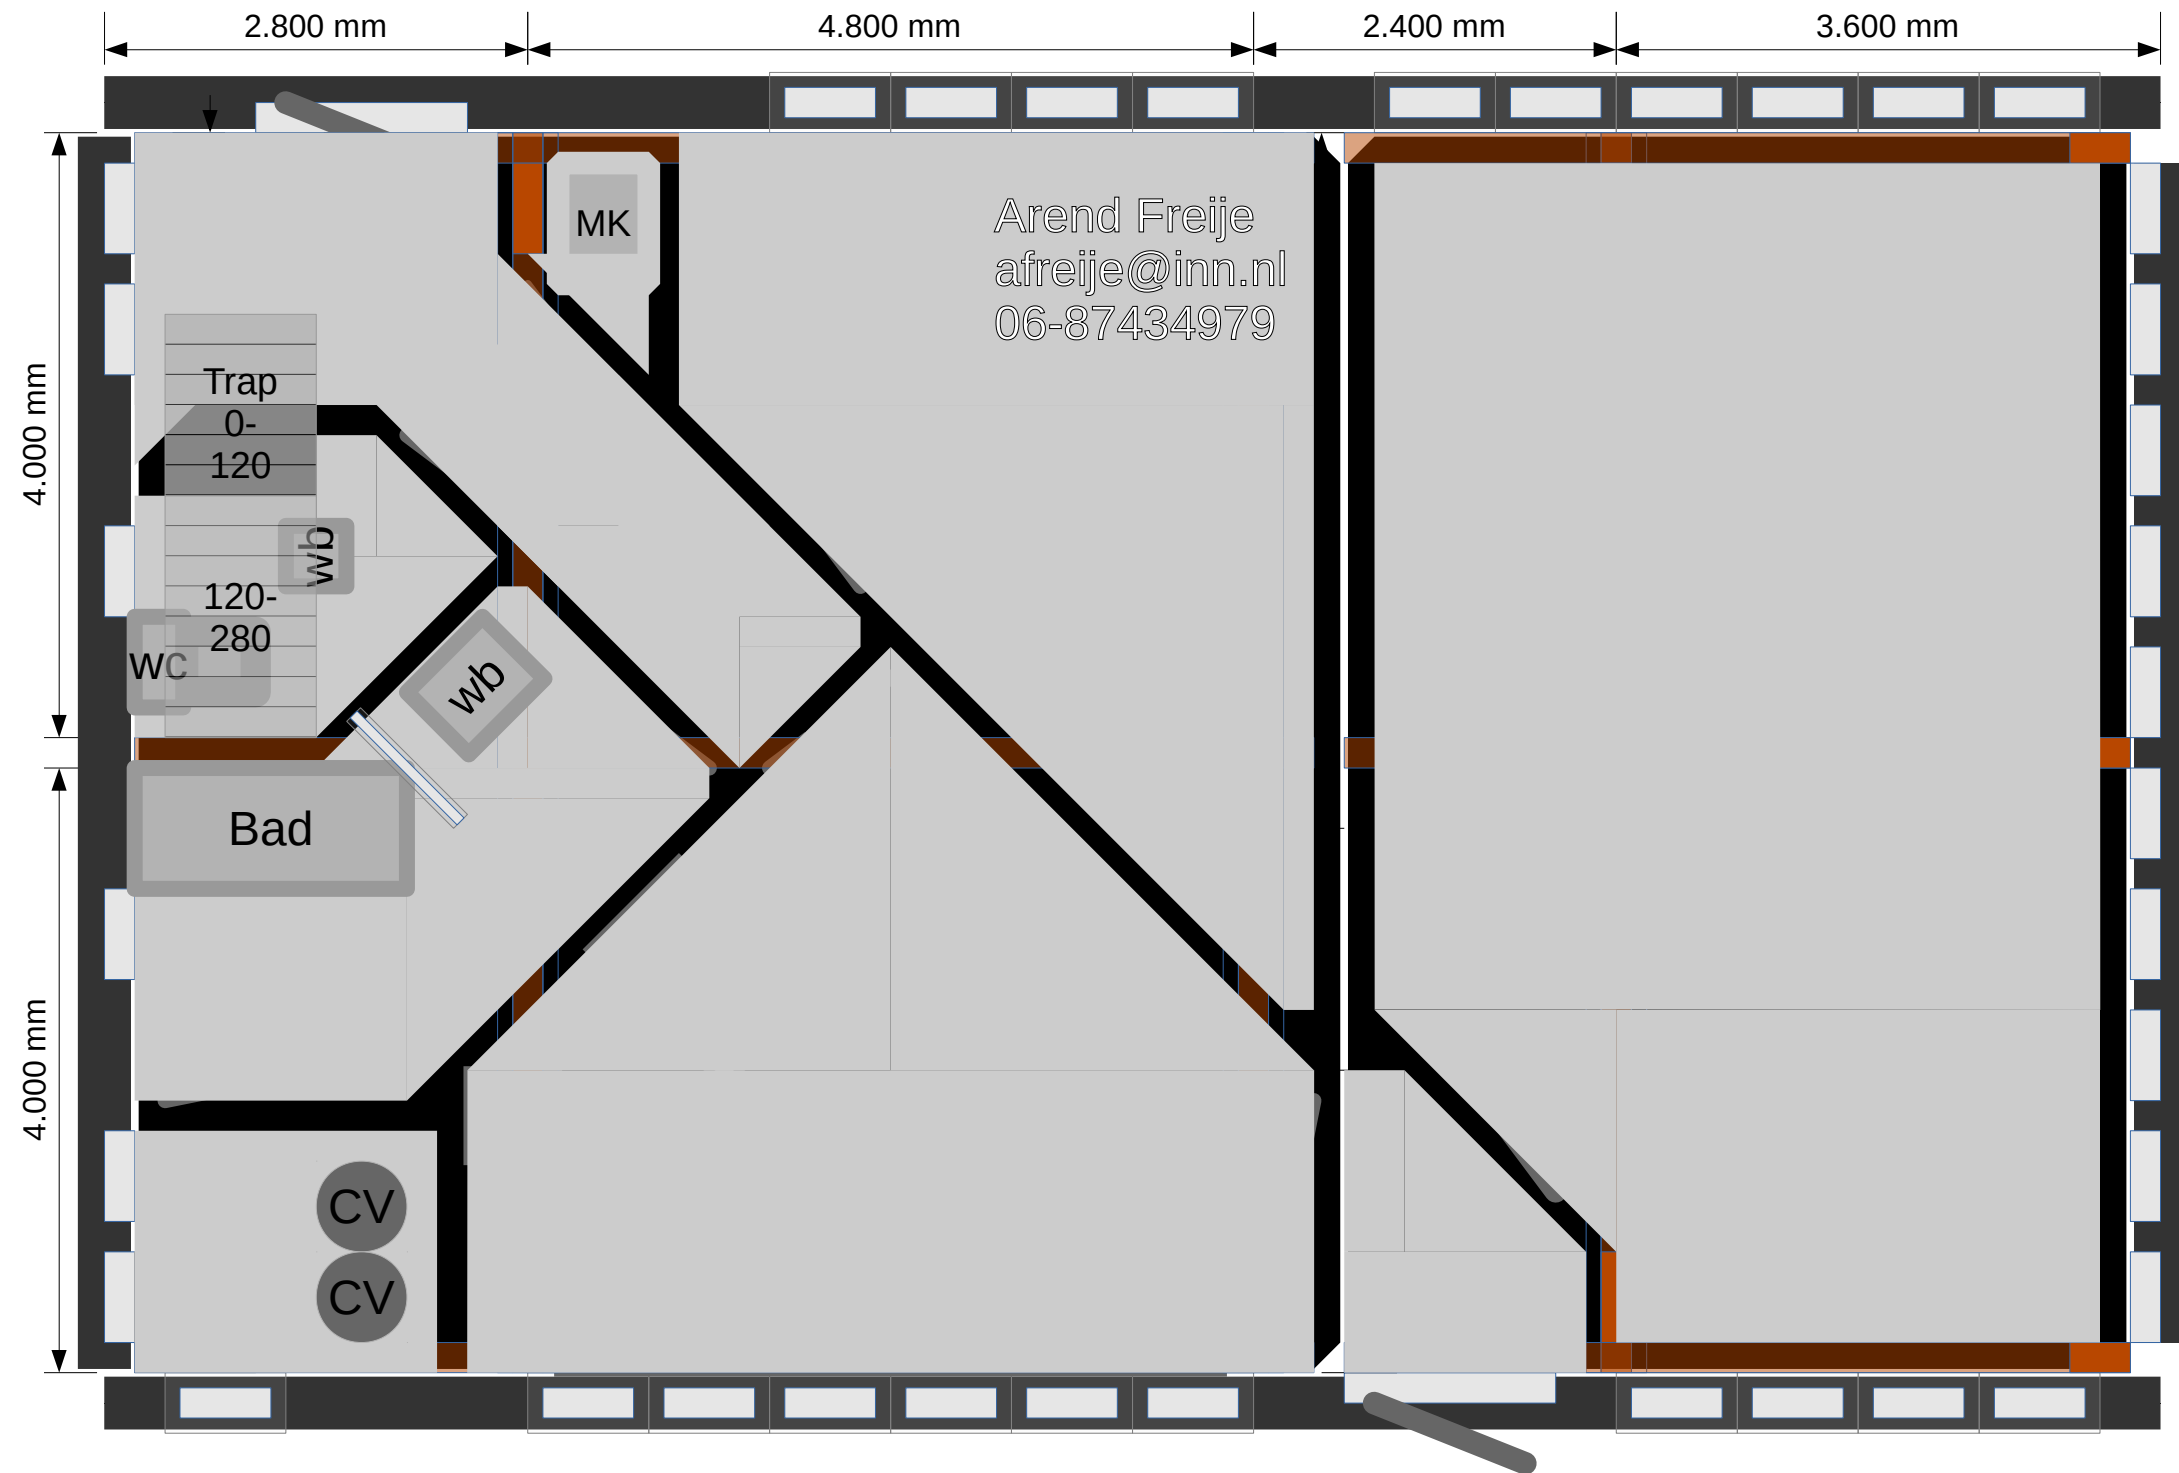 2.800 mm
4.800 mm
2.400 mm
3.600 mm
MK
Arend Freije
afreije@inn.nl
06-87434979
4.000 mm
Trap
0-
120
wb
120-
280
wc
wb
Bad
4.000 mm
CV
CV